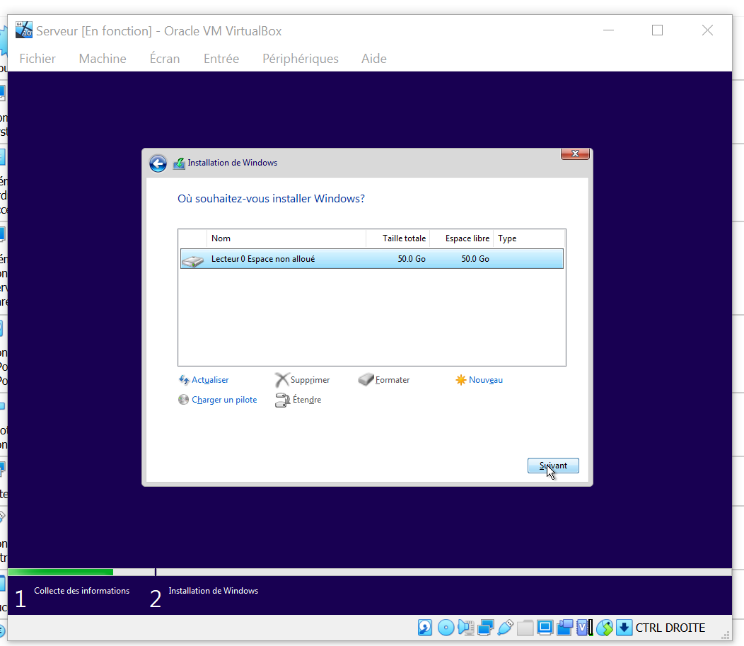 Serveur [En fonction] - Oracle VM VirtualBox
Fichier Machine Écran Entrée Périphériques Aide
Installation de Windows
Où souhaitez-vous installer Windows?
Nom Taille totale Espace libre Type
Lecteur 0 Espace non alloué 50.0 Go 50.0 Go
Actualiser Supprimer Formater Nouveau
Charger un pilote Étendre
Suivant
1 Collecte des informations 2 Installation de Windows
CTRL DROITE